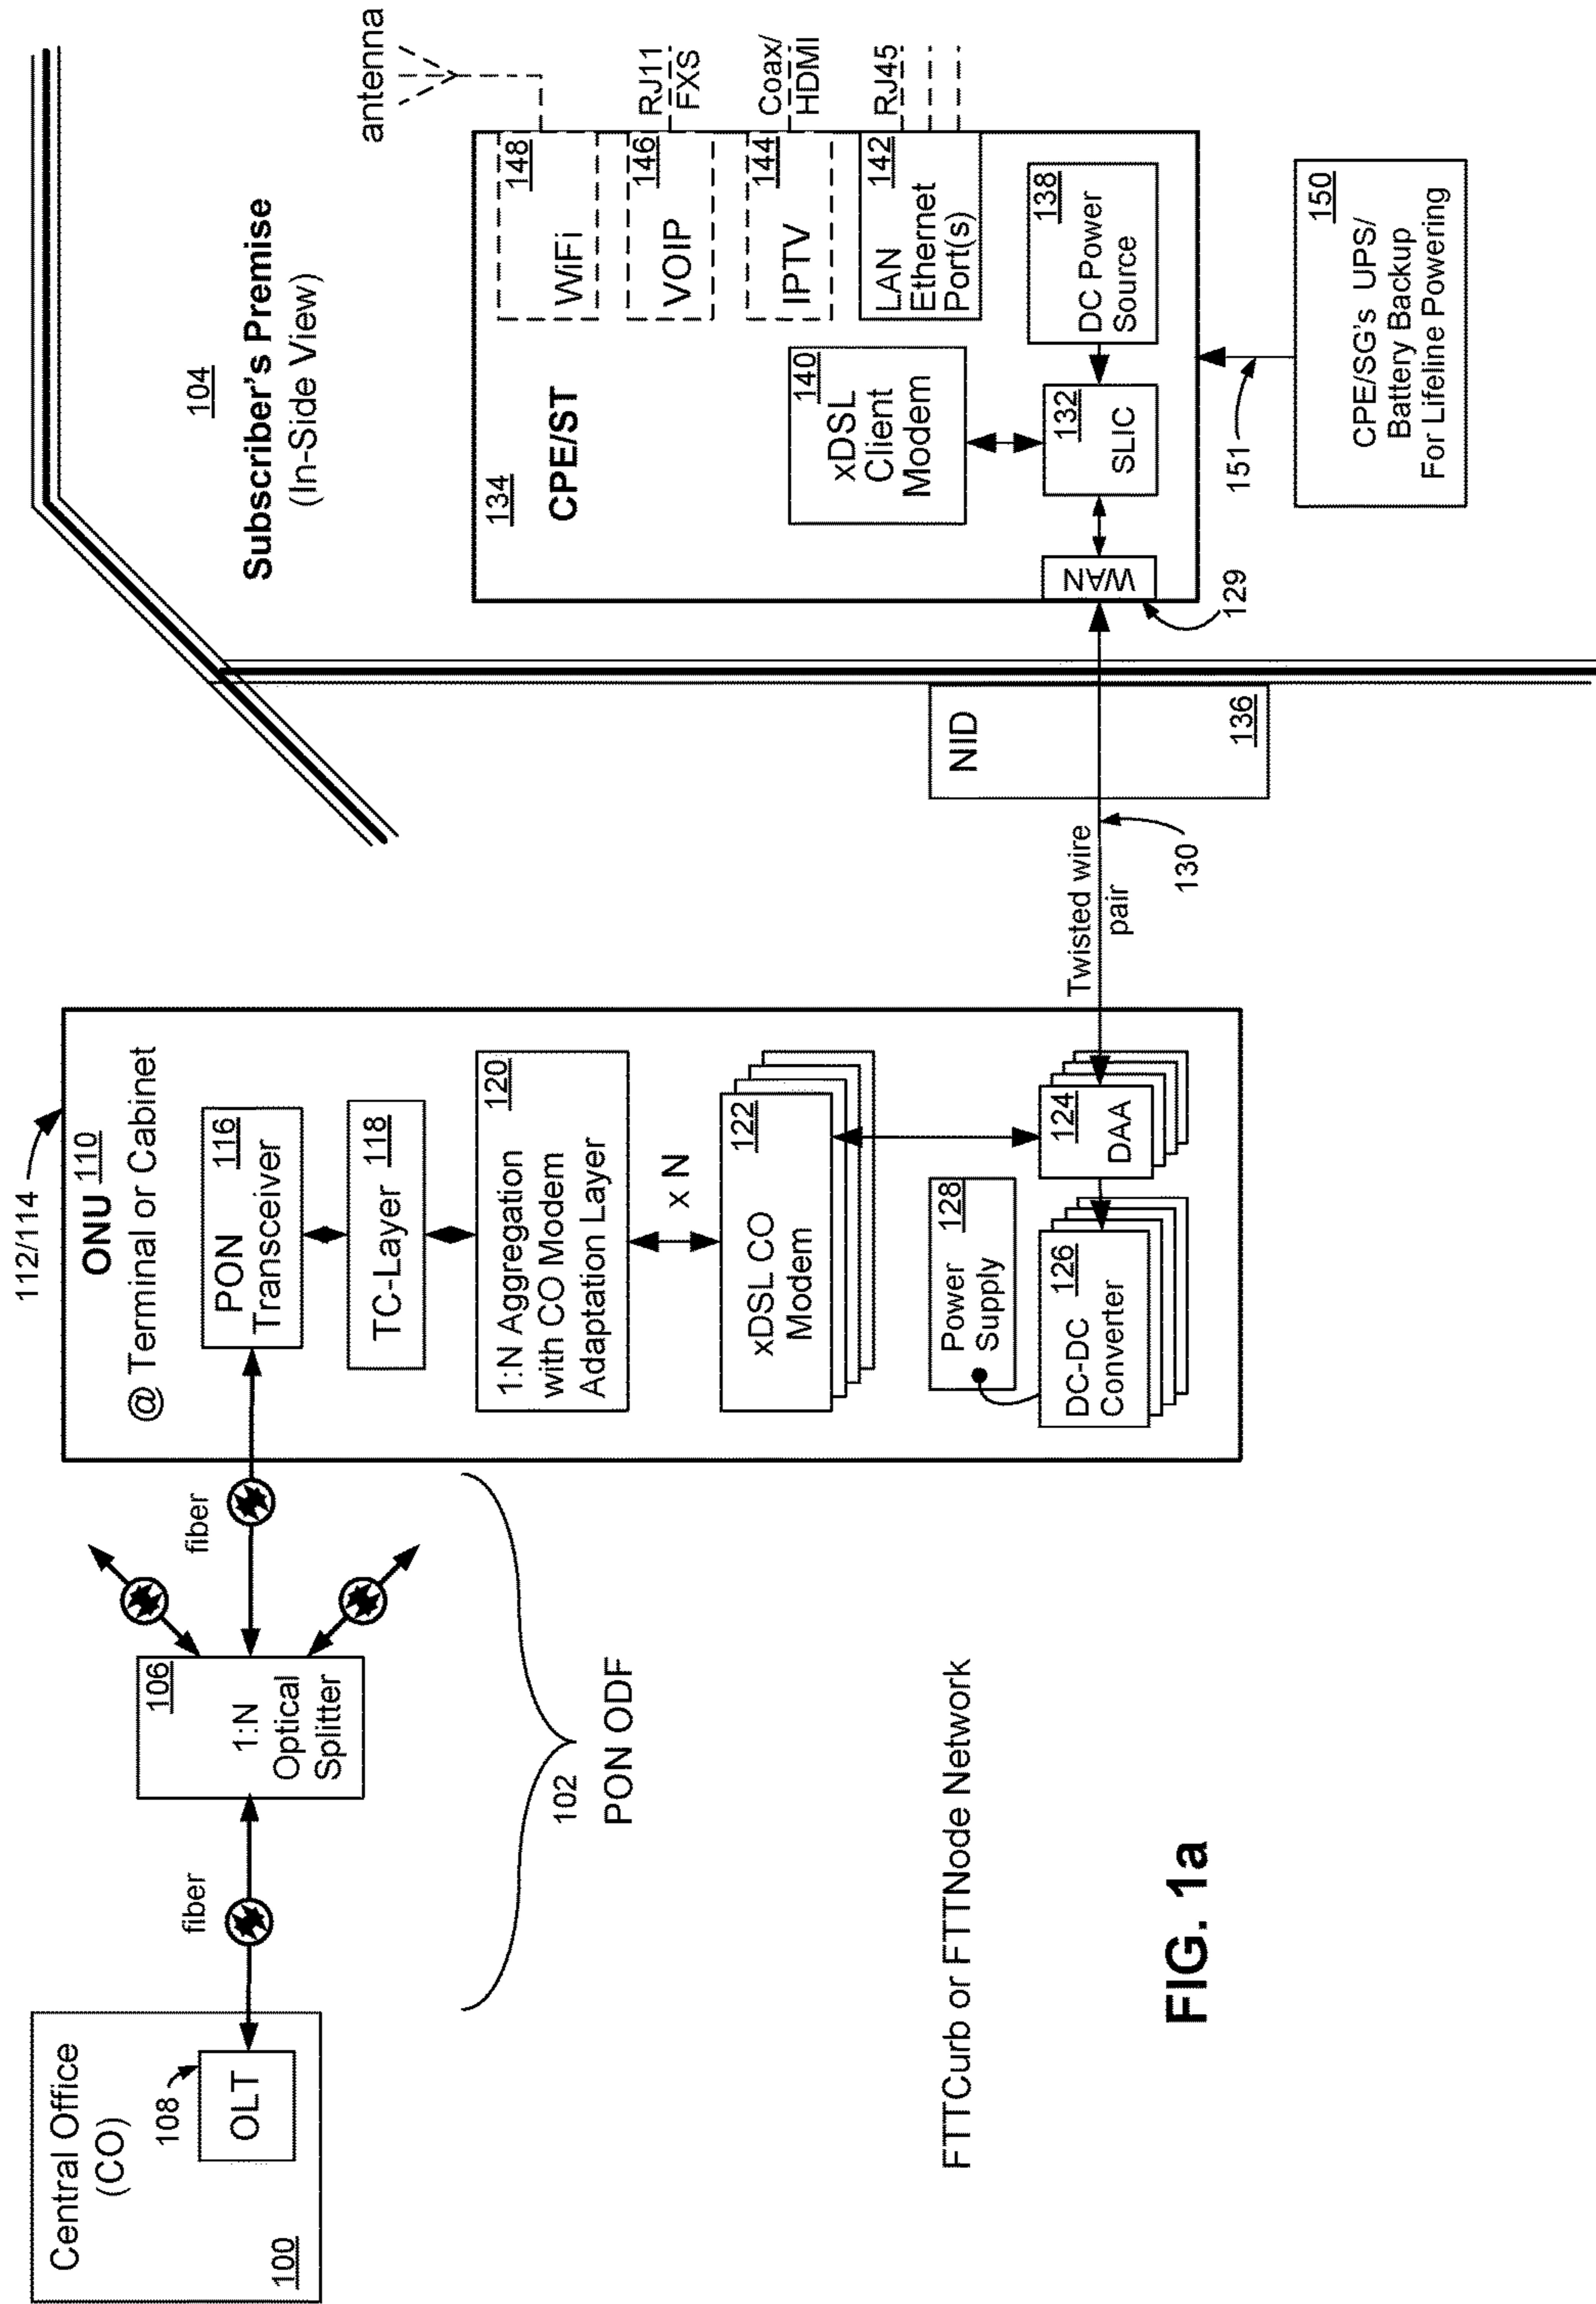 Central Office
(CO)
108
OLT
100
fiber
106
1:N
Optical
Splitter
fiber
102
PON ODF
112/114
ONU 110
@ Terminal or Cabinet
PON 116
Transceiver
TC-Layer 118
120
1:N Aggregation
with CO Modem
Adaptation Layer
x N
122
xDSL CO
Modem
Power 128
Supply
124
DAA
126
DC-DC
Converter
Twisted wire
pair
130
NID
136
104
Subscriber's Premise
(In-Side View)
134
CPE/ST
WAN
129
132
SLIC
140
xDSL
Client
Modem
138
DC Power
Source
148
WiFi
antenna
146
VOIP
RJ11
FXS
144
IPTV
Coax/
HDMI
142
LAN
Ethernet
Port(s)
RJ45
151
150
CPE/SG's UPS/
Battery Backup
For Lifeline Powering
FTTCurb or FTTNode Network
FIG. 1a